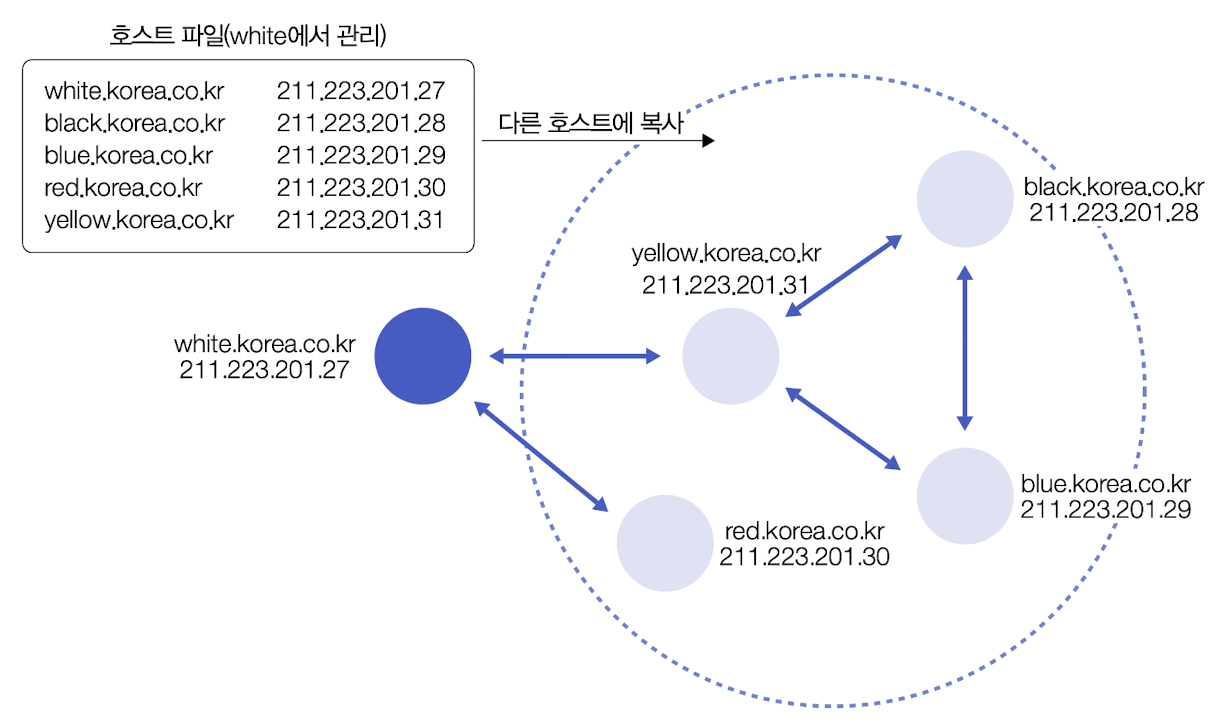 호스트 파일(white에서 관리)
white.korea.co.kr 211.223.201.27
black.korea.co.kr 211.223.201.28
blue.korea.co.kr 211.223.201.29
red.korea.co.kr 211.223.201.30
yellow.korea.co.kr 211.223.201.31
다른 호스트에 복사
black.korea.co.kr
211.223.201.28
yellow.korea.co.kr
211.223.201.31
white.korea.co.kr
211.223.201.27
blue.korea.co.kr
211.223.201.29
red.korea.co.kr
211.223.201.30